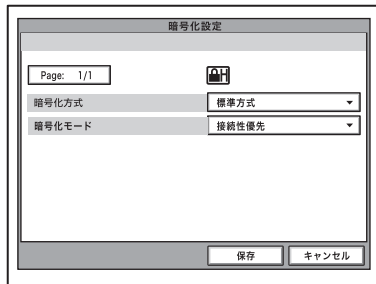 暗号化設定
Page: 1/1
H
暗号化方式 標準方式
暗号化モード 接続性優先
保存 キャンセル